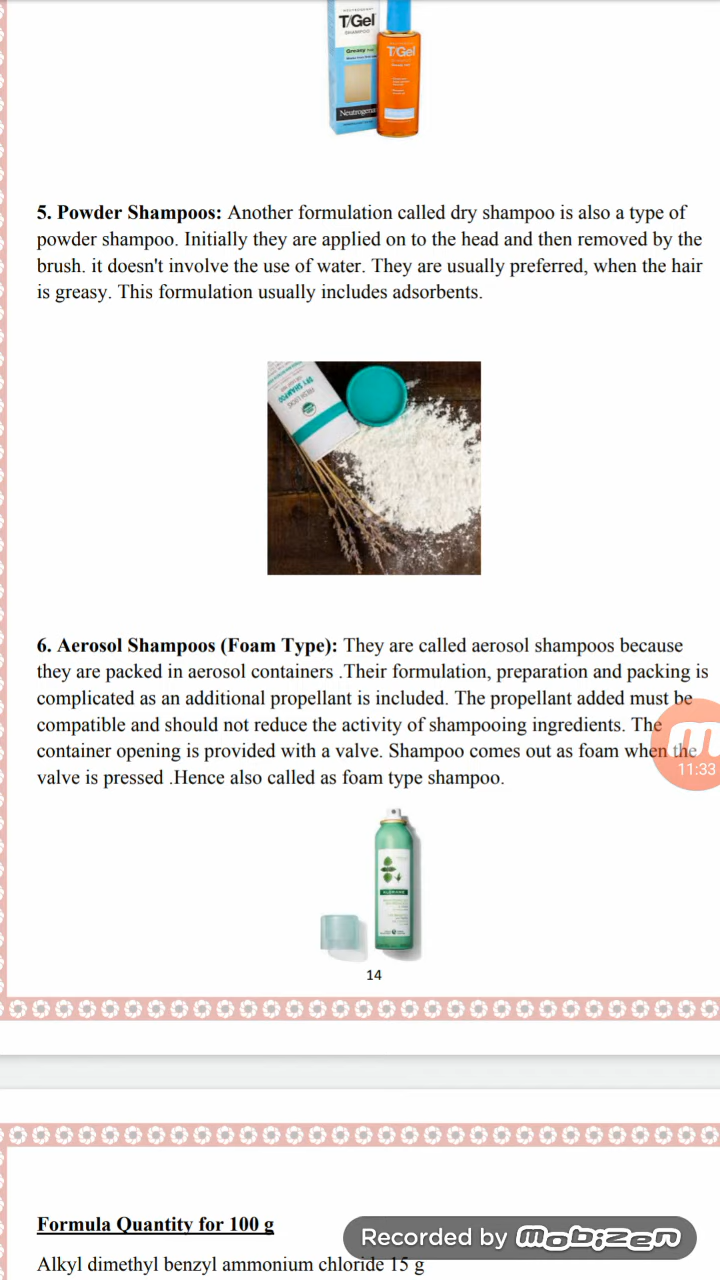 T/Gel
SHAMPOO
Neutrogena
T/Gel
5. Powder Shampoos: Another formulation called dry shampoo is also a type of
powder shampoo. Initially they are applied on to the head and then removed by the
brush. it doesn't involve the use of water. They are usually preferred, when the hair
is greasy. This formulation usually includes adsorbents.
DRY SHAMPOO
6. Aerosol Shampoos (Foam Type): They are called aerosol shampoos because
they are packed in aerosol containers .Their formulation, preparation and packing is
complicated as an additional propellant is included. The propellant added must be
compatible and should not reduce the activity of shampooing ingredients. The
container opening is provided with a valve. Shampoo comes out as foam when the
valve is pressed .Hence also called as foam type shampoo.
11:33
KLORANE
14
Formula Quantity for 100 g
Recorded by mobizen
Alkyl dimethyl benzyl ammonium chloride 15 g